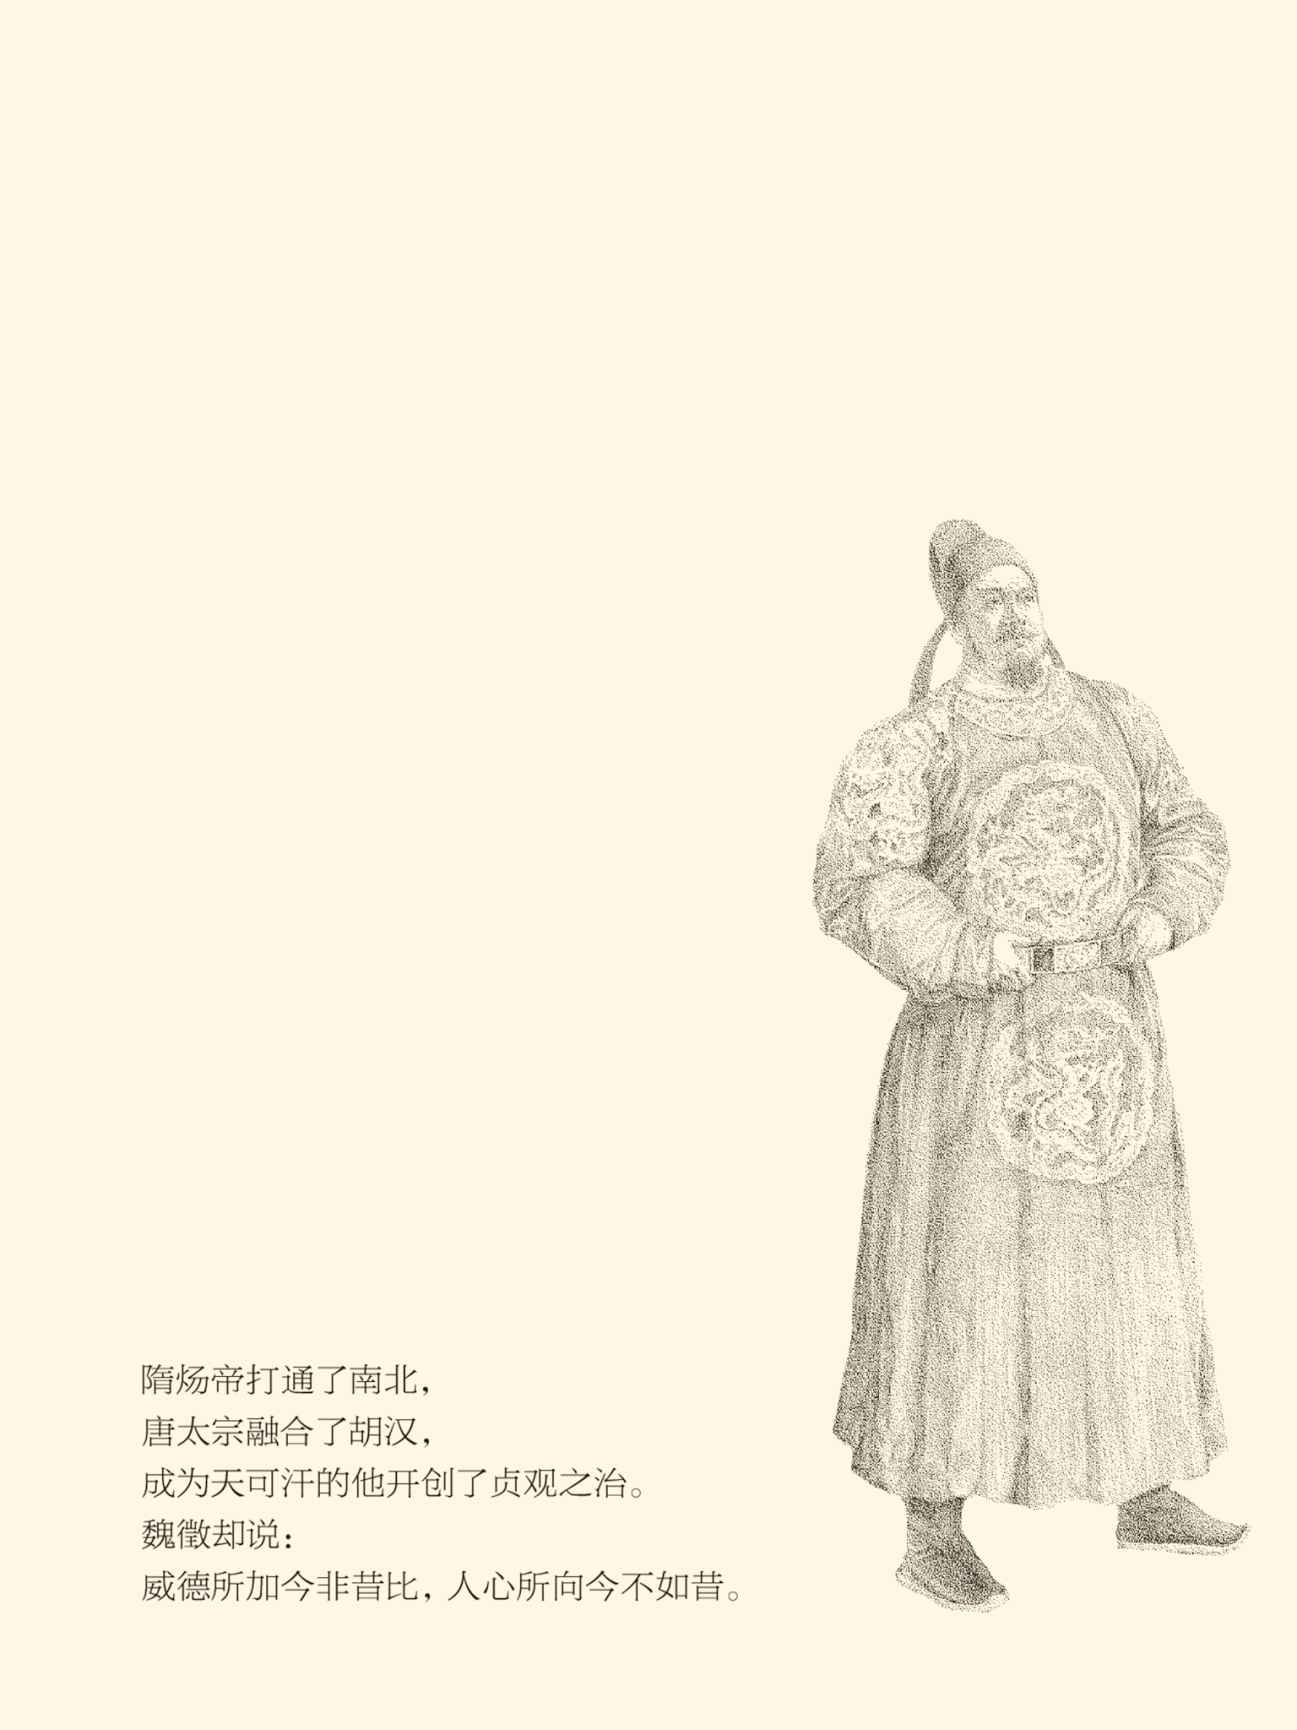 隋炀帝打通了南北，
唐太宗融合了胡汉，
成为天可汗的他开创了贞观之治。
魏徵却说：
威德所加今非昔比，人心所向今不如昔。